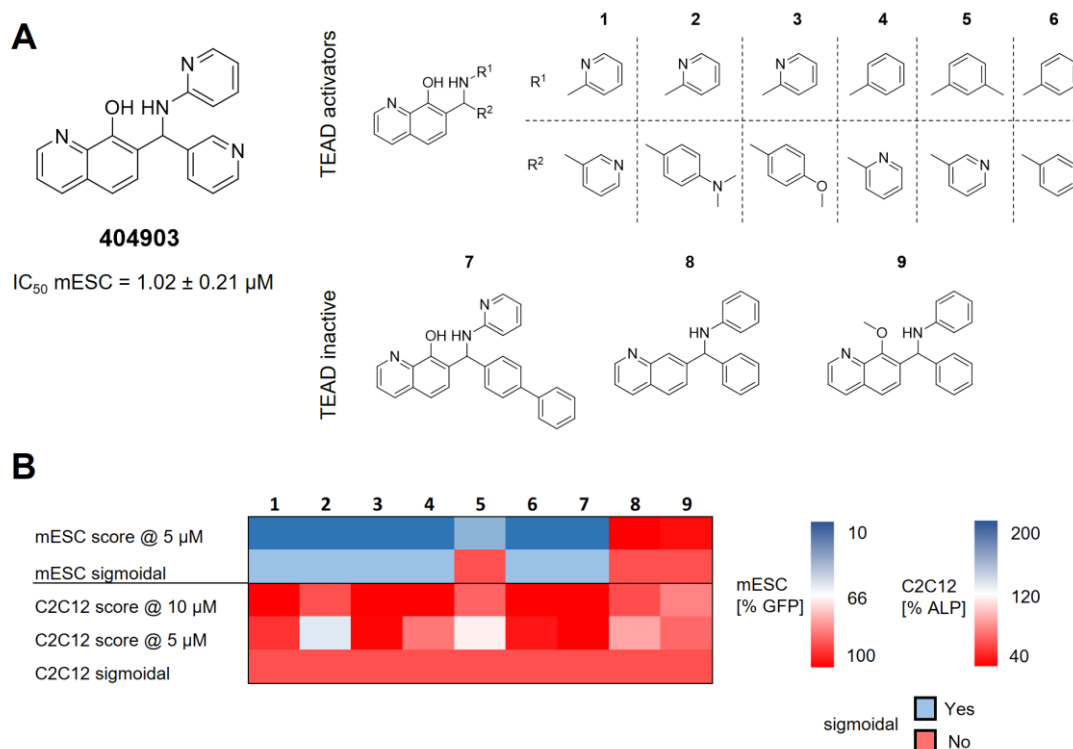 A
OH
HN
N
N
N
404903
IC50 mESC = 1.02 ± 0.21 µM
TEAD activators
OH
HN
R1
N
R2
1 2 3 4 5 6
R1
N N N
R2
N
N
O
N
N
TEAD inactive
7 8 9
N
OH HN
N
HN
N
O
HN
N
B
1 2 3 4 5 6 7 8 9
mESC score @ 5 µM
mESC sigmoidal
C2C12 score @ 10 µM
C2C12 score @ 5 µM
C2C12 sigmoidal
mESC
[% GFP]
10
66
100
C2C12
[% ALP]
200
120
40
sigmoidal
Yes
No